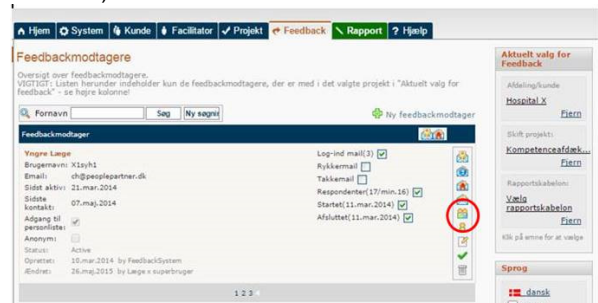 Hjem System Kunde Facilitator Projekt Feedback Rapport ? Hjælp
Feedbackmodtagere
Oversigt over feedbackmodtagere.
VIGTIGT: Listen herunder indeholder kun de feedbackmodtagere, der er med i det valgte projekt i "Aktuelt valg for
feedback" - se højre kolonne!
Fornavn Søg Ny søgning
Ny feedbackmodtager
Feedbackmodtager
Yngre Læge
Brugernavn: X1syh1
Email: ch@peoplepartner.dk
Sidst aktiv: 21.mar.2014
Sidste
kontakt: 07.maj.2014
Adgang til
personliste:
Anonym:
Status: Active
Oprettet: 10.mar.2014 by FeedbackSystem
Ændret: 26.maj.2015 by Læge x superbruger
Log-ind mail(3)
Rykkermail
Takkemail
Respondenter(17/min.16)
Startet(11.mar.2014)
Afsluttet(11.mar.2014)
1 2 3
Aktuelt valg for
Feedback
Afdeling/kunde
Hospital X
Fjern
Skift projekt:
Kompetenceafdæk...
Fjern
Rapportskabelon:
Vælg
rapportskabelon
Fjern
Klik på emne for at vælge
Sprog
dansk